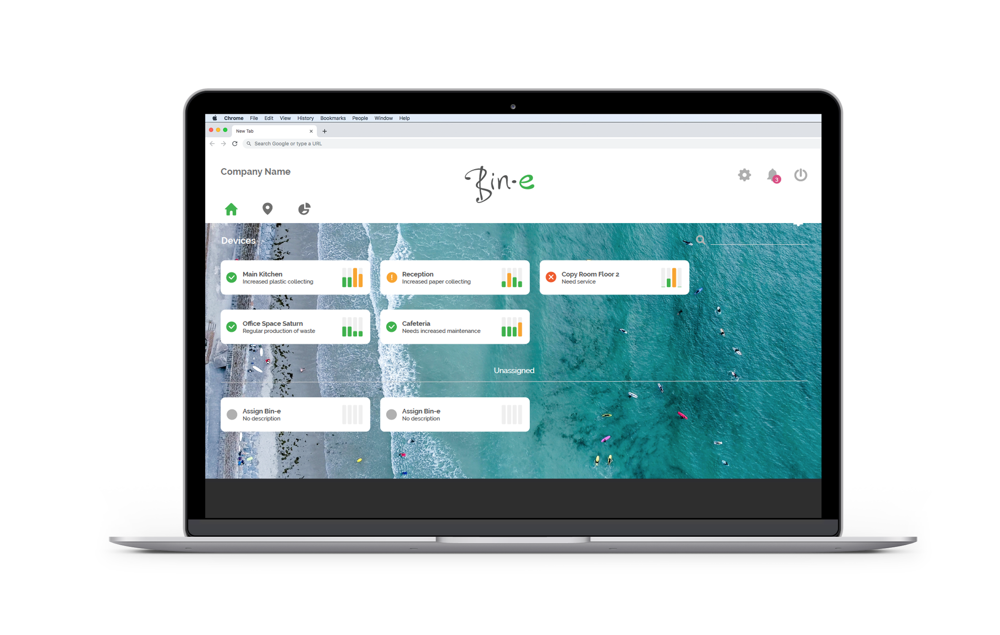 Chrome File Edit View History Bookmarks People Window Help
New Tab
Search Google or type a URL
Company Name
Bin-e
3
Devices
Main Kitchen
Increased plastic collecting
Reception
Increased paper collecting
Copy Room Floor 2
Need service
Office Space Saturn
Regular production of waste
Cafeteria
Needs increased maintenance
Unassigned
Assign Bin-e
No description
Assign Bin-e
No description